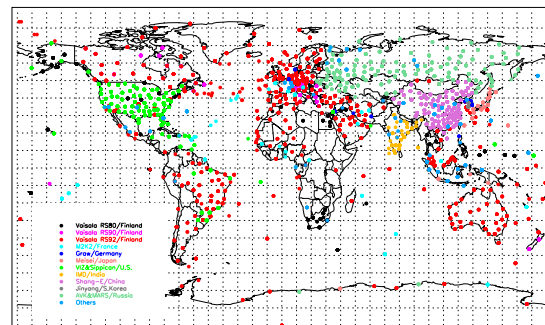 Vaisala RS80/Finland
Vaisala RS90/Finland
Vaisala RS92/Finland
M2K2/France
Graw/Germany
Meisei/Japan
VIZ&Sippican/U.S.
IMD/India
Shang-E/China
Jinyang/S.Korea
AVK&MARS/Russia
Others